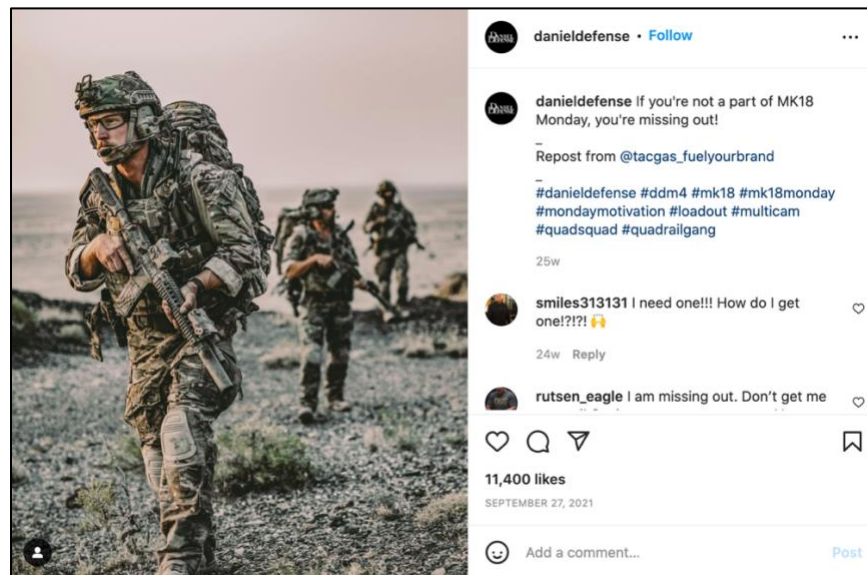 danieldefense • Follow
danieldefense If you're not a part of MK18
Monday, you're missing out!
_
Repost from @tacgas_fuelyourbrand
_
#danieldefense #ddm4 #mk18 #mk18monday
#mondaymotivation #loadout #multicam
#quadsquad #quadrailgang
25w
smiles313131 I need one!!! How do I get
one!?!?! 🙌
24w Reply
rutsen_eagle I am missing out. Don't get me
11,400 likes
SEPTEMBER 27, 2021
Add a comment...
Post